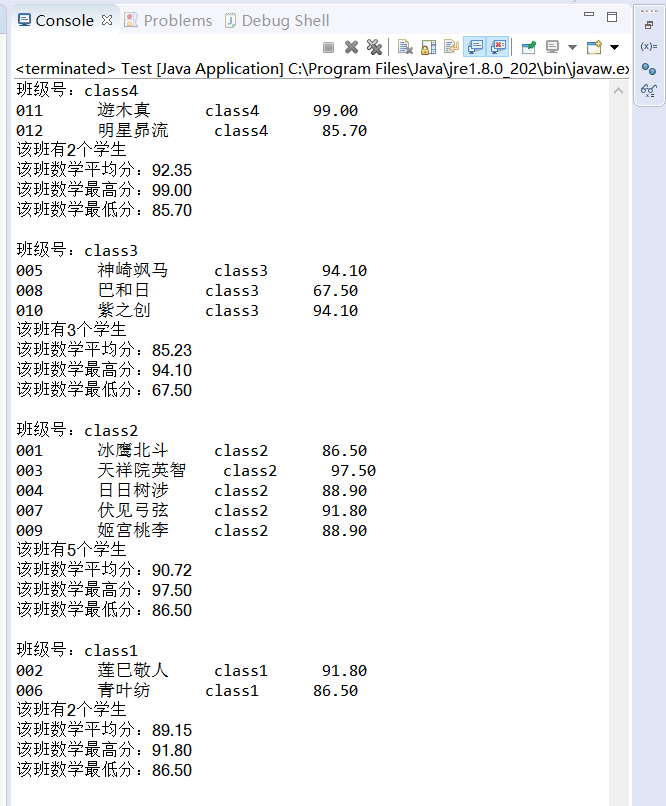 Console Problems Debug Shell
<terminated> Test [Java Application] C:\Program Files\Java\jre1.8.0_202\bin\javaw.ex
班级号：class4
011 遊木真 class4 99.00
012 明星昴流 class4 85.70
该班有2个学生
该班数学平均分：92.35
该班数学最高分：99.00
该班数学最低分：85.70
班级号：class3
005 神崎飒马 class3 94.10
008 巴和日 class3 67.50
010 紫之创 class3 94.10
该班有3个学生
该班数学平均分：85.23
该班数学最高分：94.10
该班数学最低分：67.50
班级号：class2
001 冰鹰北斗 class2 86.50
003 天祥院英智 class2 97.50
004 日日树涉 class2 88.90
007 伏见弓弦 class2 91.80
009 姬宫桃李 class2 88.90
该班有5个学生
该班数学平均分：90.72
该班数学最高分：97.50
该班数学最低分：86.50
班级号：class1
002 莲巳敬人 class1 91.80
006 青叶纺 class1 86.50
该班有2个学生
该班数学平均分：89.15
该班数学最高分：91.80
该班数学最低分：86.50